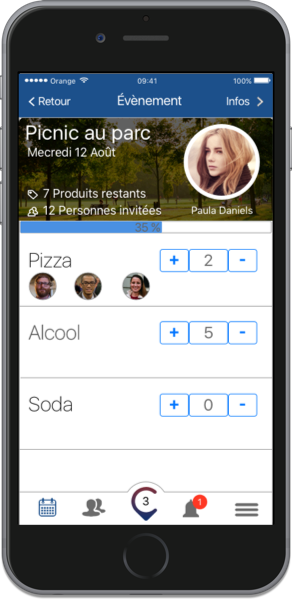 Orange 09:41 100%
Retour Évènement Infos
Picnic au parc
Mercredi 12 Août
7 Produits restants
12 Personnes invitées Paula Daniels
35 %
Pizza + 2 -
Alcool + 5 -
Soda + 0 -
3 1